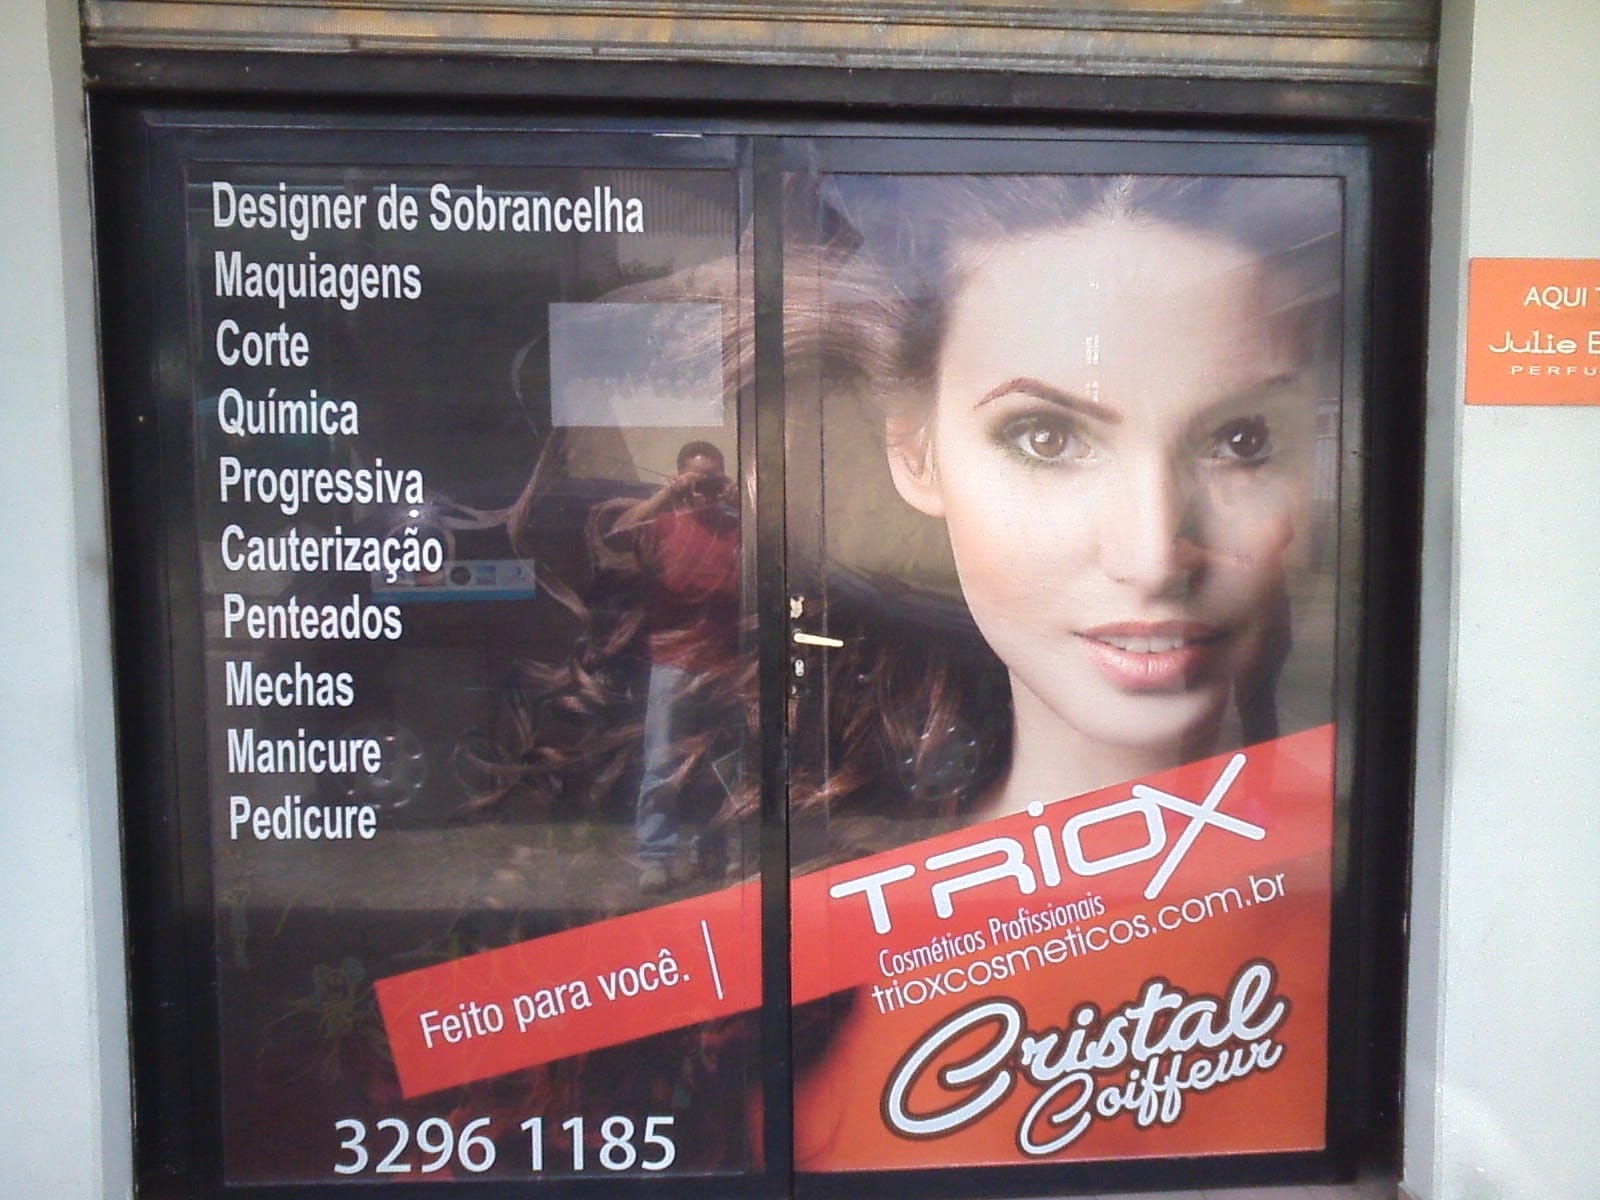 Designer de Sobrancelha
Maquiagens
Corte
Química
Progressiva
Cauterização
Penteados
Mechas
Manicure
Pedicure
Feito para você.
3296 1185
TRIOX
Cosméticos Profissionais
trioxcosmeticos.com.br
Cristal
Coiffeur
AQUI
Julie